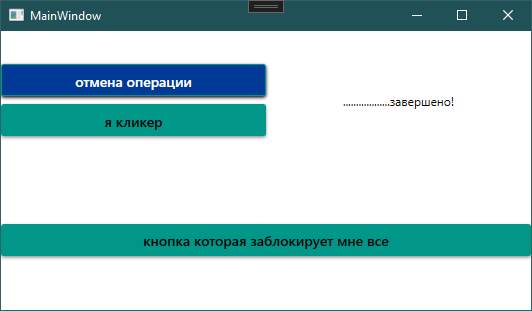 MainWindow
отмена операции
я кликер
..................завершено!
кнопка которая заблокирует мне все